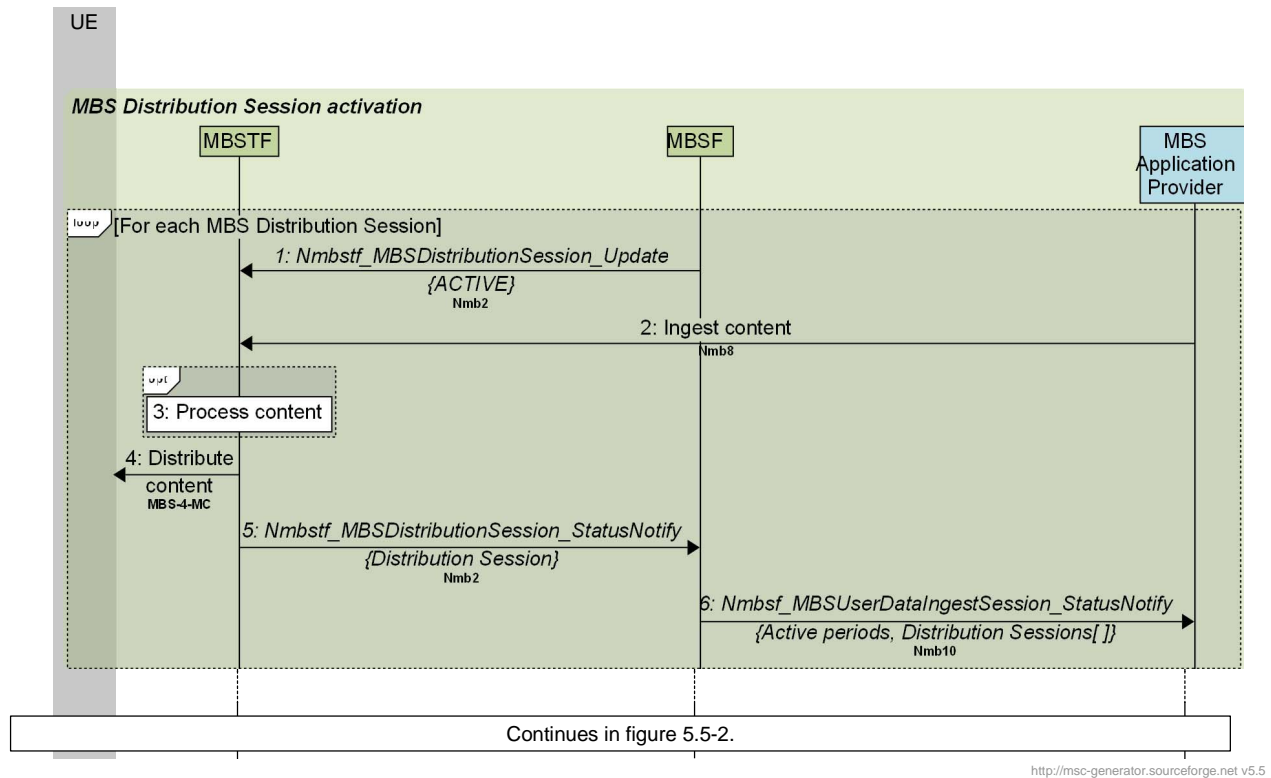 UE
MBS Distribution Session activation
MBSTF
MBSF
MBS
Application
Provider
loop
[For each MBS Distribution Session]
1: Nmbstf_MBSDistributionSession_Update
{ACTIVE}
Nmb2
2: Ingest content
Nmb8
opt
3: Process content
4: Distribute
content
MBS-4-MC
5: Nmbstf_MBSDistributionSession_StatusNotify
{Distribution Session}
Nmb2
6: Nmbsf_MBSUserDataIngestSession_StatusNotify
{Active periods, Distribution Sessions[ ]}
Nmb10
Continues in figure 5.5-2.
http://msc-generator.sourceforge.net v5.5